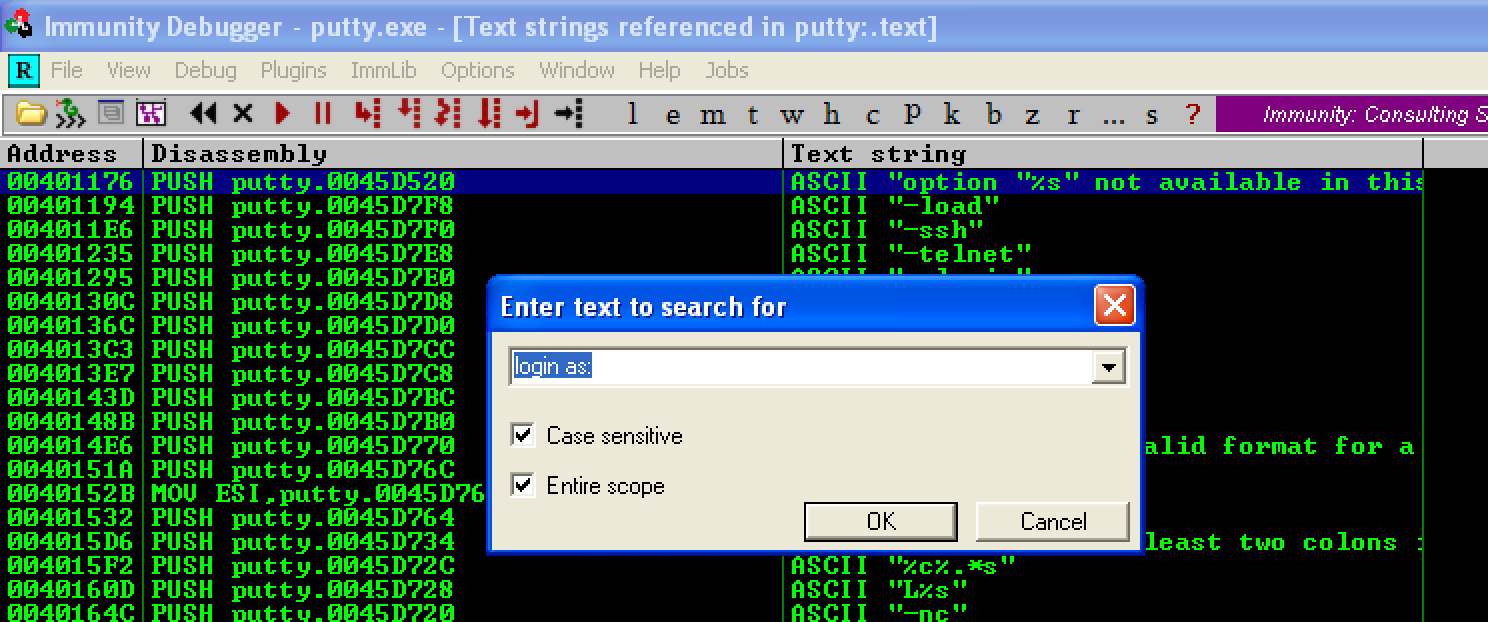 Immunity Debugger - putty.exe - [Text strings referenced in putty:.text]
R File View Debug Plugins ImmLib Options Window Help Jobs
l e m t w h c P k b z r ... s ? Immunity: Consulting S
Address Disassembly Text string
00401176 PUSH putty.0045D520 ASCII "option "%s" not available in this
00401194 PUSH putty.0045D7F8 ASCII "-load"
004011E6 PUSH putty.0045D7F0 ASCII "-ssh"
00401235 PUSH putty.0045D7E8 ASCII "-telnet"
00401295 PUSH putty.0045D7E0
0040130C PUSH putty.0045D7D8
0040136C PUSH putty.0045D7D0
004013C3 PUSH putty.0045D7CC
004013E7 PUSH putty.0045D7C8
0040143D PUSH putty.0045D7BC
0040148B PUSH putty.0045D7B0
004014E6 PUSH putty.0045D770 alid format for a
0040151A PUSH putty.0045D76C
0040152B MOV ESI,putty.0045D76
00401532 PUSH putty.0045D764
004015D6 PUSH putty.0045D734 least two colons
004015F2 PUSH putty.0045D72C ASCII "%c%.*s"
0040160D PUSH putty.0045D728 ASCII "L%s"
0040164C PUSH putty.0045D720 ASCII "-nc"
Enter text to search for
login as:
Case sensitive
Entire scope
OK Cancel